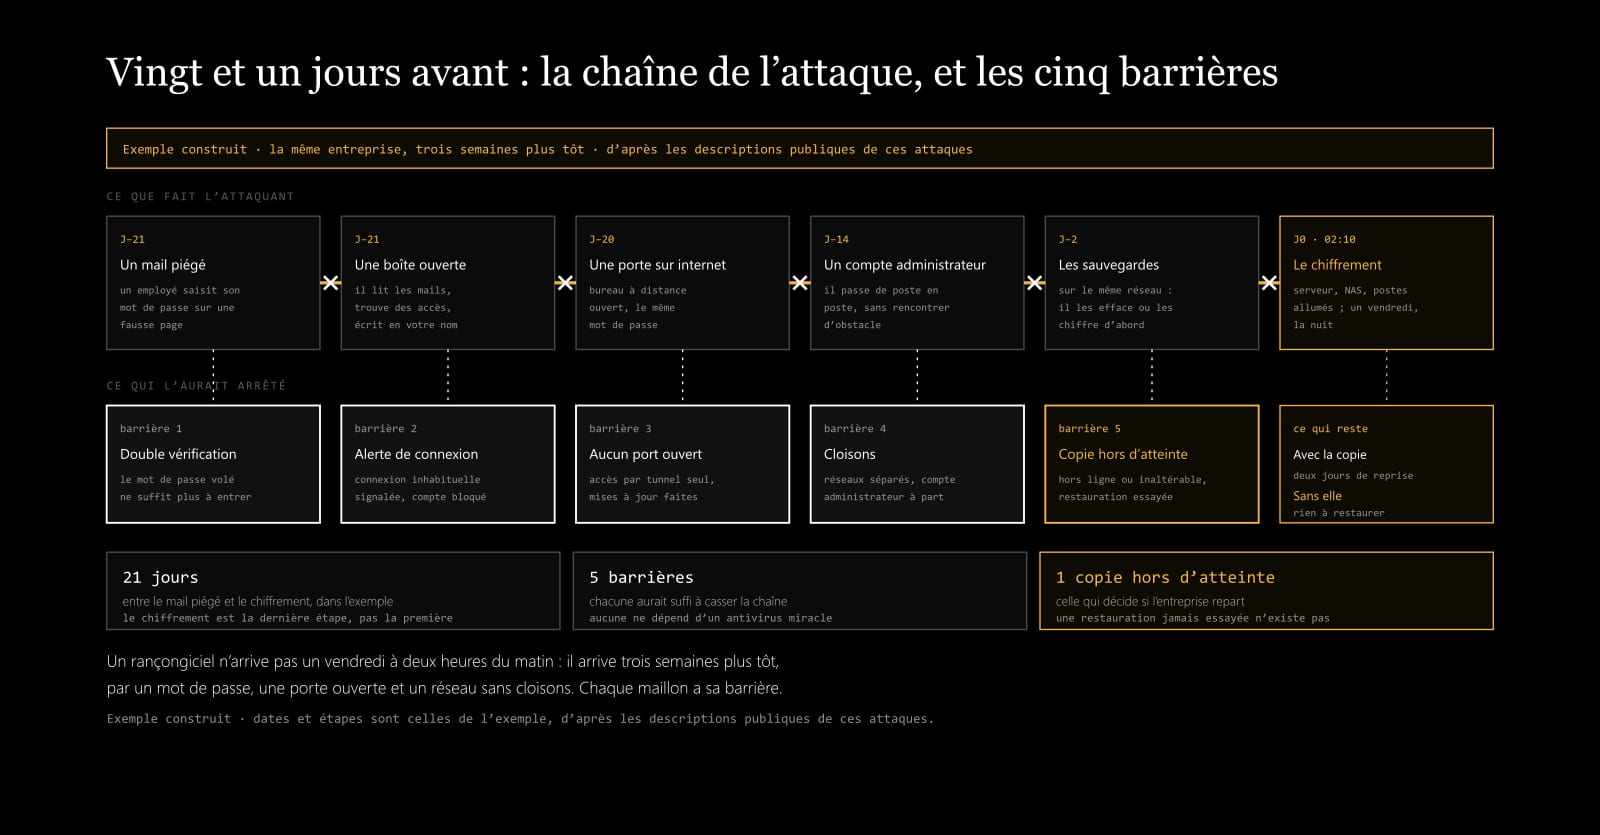 Vingt et un jours avant : la chaîne de l’attaque, et les cinq barrières
Exemple construit · la même entreprise, trois semaines plus tôt · d’après les descriptions publiques de ces attaques
CE QUE FAIT L’ATTAQUANT
J−21
Un mail piégé
un employé saisit son
mot de passe sur une
fausse page
J−21
Une boîte ouverte
il lit les mails,
trouve des accès,
écrit en votre nom
J−20
Une porte sur internet
bureau à distance
ouvert, le même
mot de passe
J−14
Un compte administrateur
il passe de poste en
poste, sans rencontrer
d’obstacle
J−2
Les sauvegardes
sur le même réseau :
il les efface ou les
chiffre d’abord
J0 · 02:10
Le chiffrement
serveur, NAS, postes
allumés ; un vendredi,
la nuit
CE QUI L’AURAIT ARRÊTÉ
barrière 1
Double vérification
le mot de passe volé
ne suffit plus à entrer
barrière 2
Alerte de connexion
connexion inhabituelle
signalée, compte bloqué
barrière 3
Aucun port ouvert
accès par tunnel seul,
mises à jour faites
barrière 4
Cloisons
réseaux séparés, compte
administrateur à part
barrière 5
Copie hors d’atteinte
hors ligne ou inaltérable,
restauration essayée
ce qui reste
Avec la copie
deux jours de reprise
Sans elle
rien à restaurer
21 jours
entre le mail piégé et le chiffrement, dans l’exemple
le chiffrement est la dernière étape, pas la première
5 barrières
chacune aurait suffi à casser la chaîne
aucune ne dépend d’un antivirus miracle
1 copie hors d’atteinte
celle qui décide si l’entreprise repart
une restauration jamais essayée n’existe pas
Un rançongiciel n’arrive pas un vendredi à deux heures du matin : il arrive trois semaines plus tôt,
par un mot de passe, une porte ouverte et un réseau sans cloisons. Chaque maillon a sa barrière.
Exemple construit · dates et étapes sont celles de l’exemple, d’après les descriptions publiques de ces attaques.